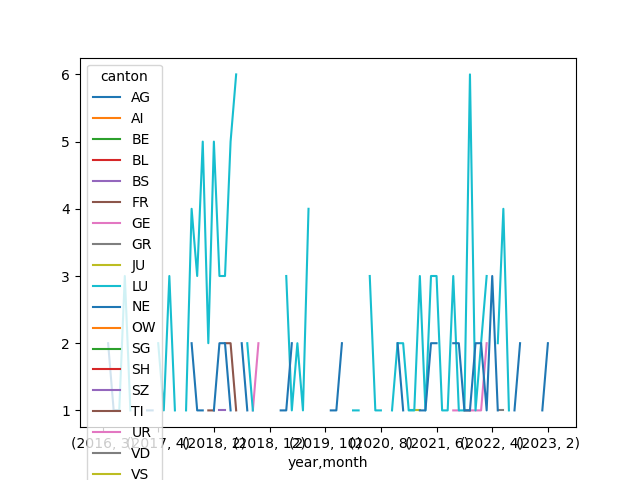 canton
AG
AI
BE
BL
BS
FR
GE
GR
JU
LU
NE
OW
SG
SH
SZ
TI
UR
VD
VS
6
5
4
3
2
1
(2016, 3)
(2017, 4)
(2018, 2)
(2018, 12)
(2019, 10)
(2020, 8)
(2021, 6)
(2022, 4)
(2023, 2)
year,month